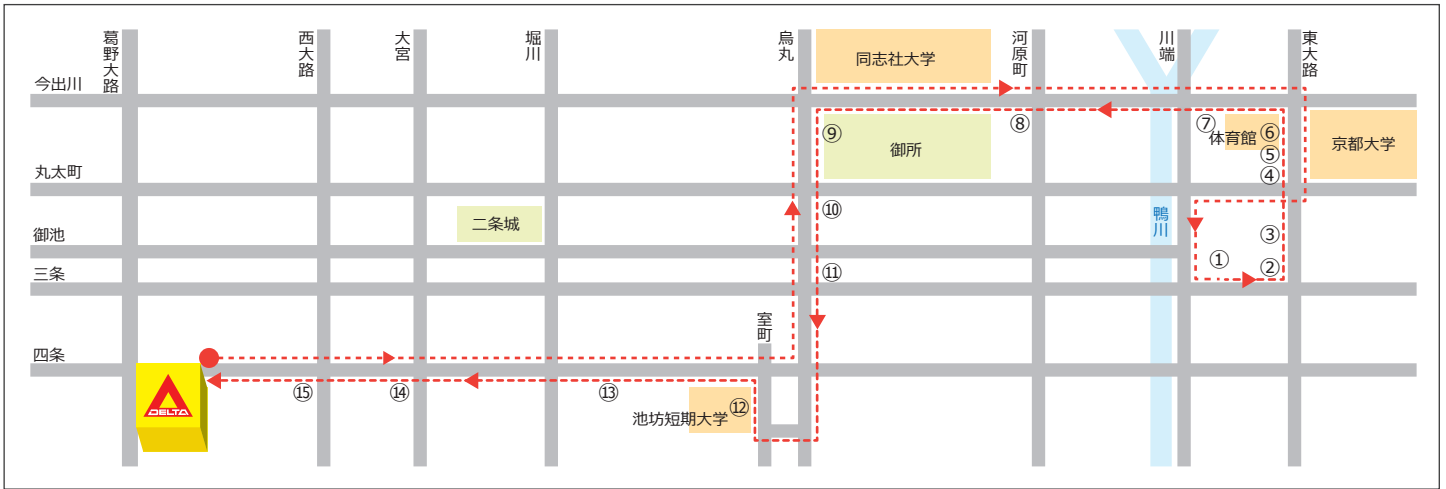 葛野大路
西大路
大宮
堀川
烏丸
河原町
川端
東大路
今出川
同志社大学
⑨
御所
⑧
⑦
体育館
⑥
⑤
④
京都大学
丸太町
二条城
⑩
鴨川
③
御池
①
②
三条
⑪
室町
四条
DELTA
⑮
⑭
⑬
池坊短期大学
⑫